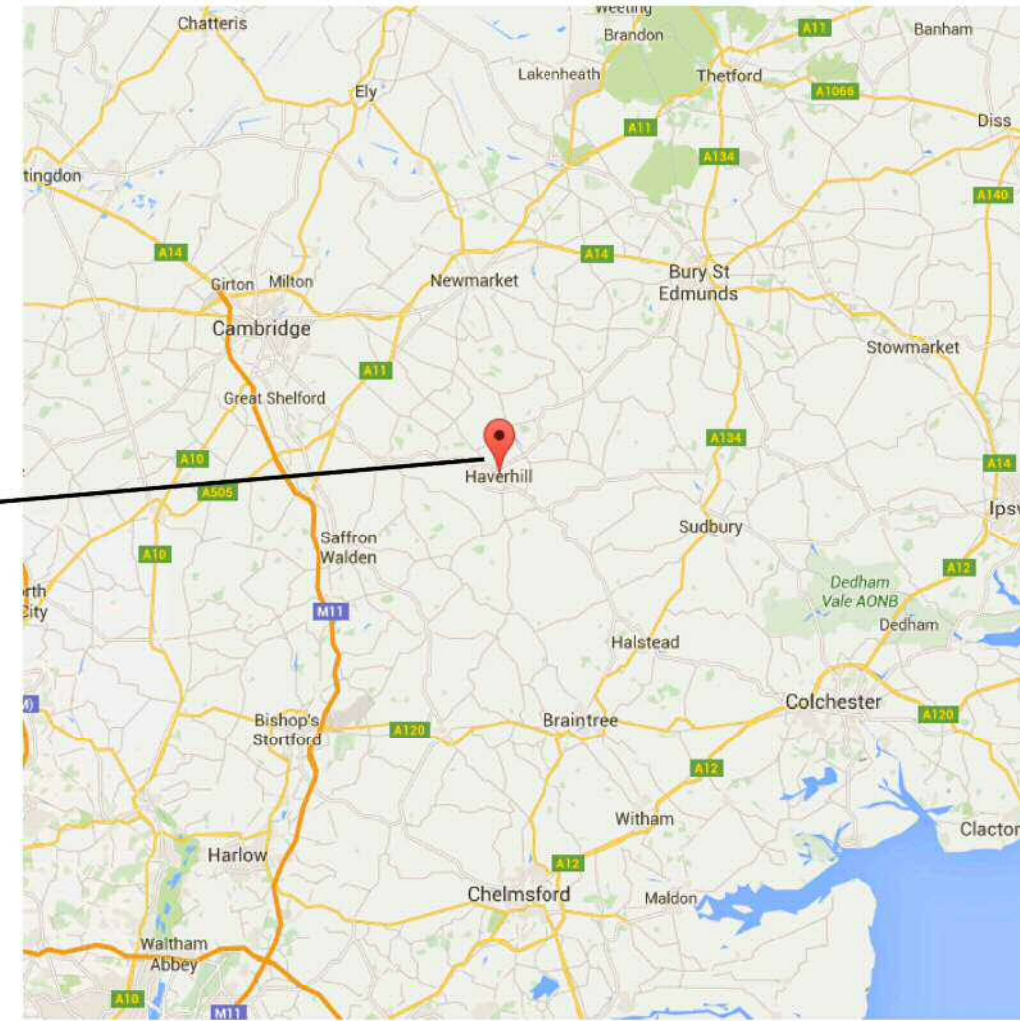 Weeting
Chatteris
A11
Banham
Brandon
Lakenheath
Thetford
Ely
A1066
Diss
A11
A134
tingdon
A140
A14
A14
Newmarket
Bury St
Edmunds
Girton
Milton
Cambridge
Stowmarket
A11
Great Shelford
A134
A10
Haverhill
A14
A505
Ipsw
Sudbury
Saffron
Walden
A10
A12
Dedham
Vale AONB
rth
City
M11
Dedham
Halstead
Colchester
Bishop's
Stortford
A120
Braintree
A120
A12
Witham
Clacton
Harlow
A12
Chelmsford
Maldon
Waltham
Abbey
A10
M11